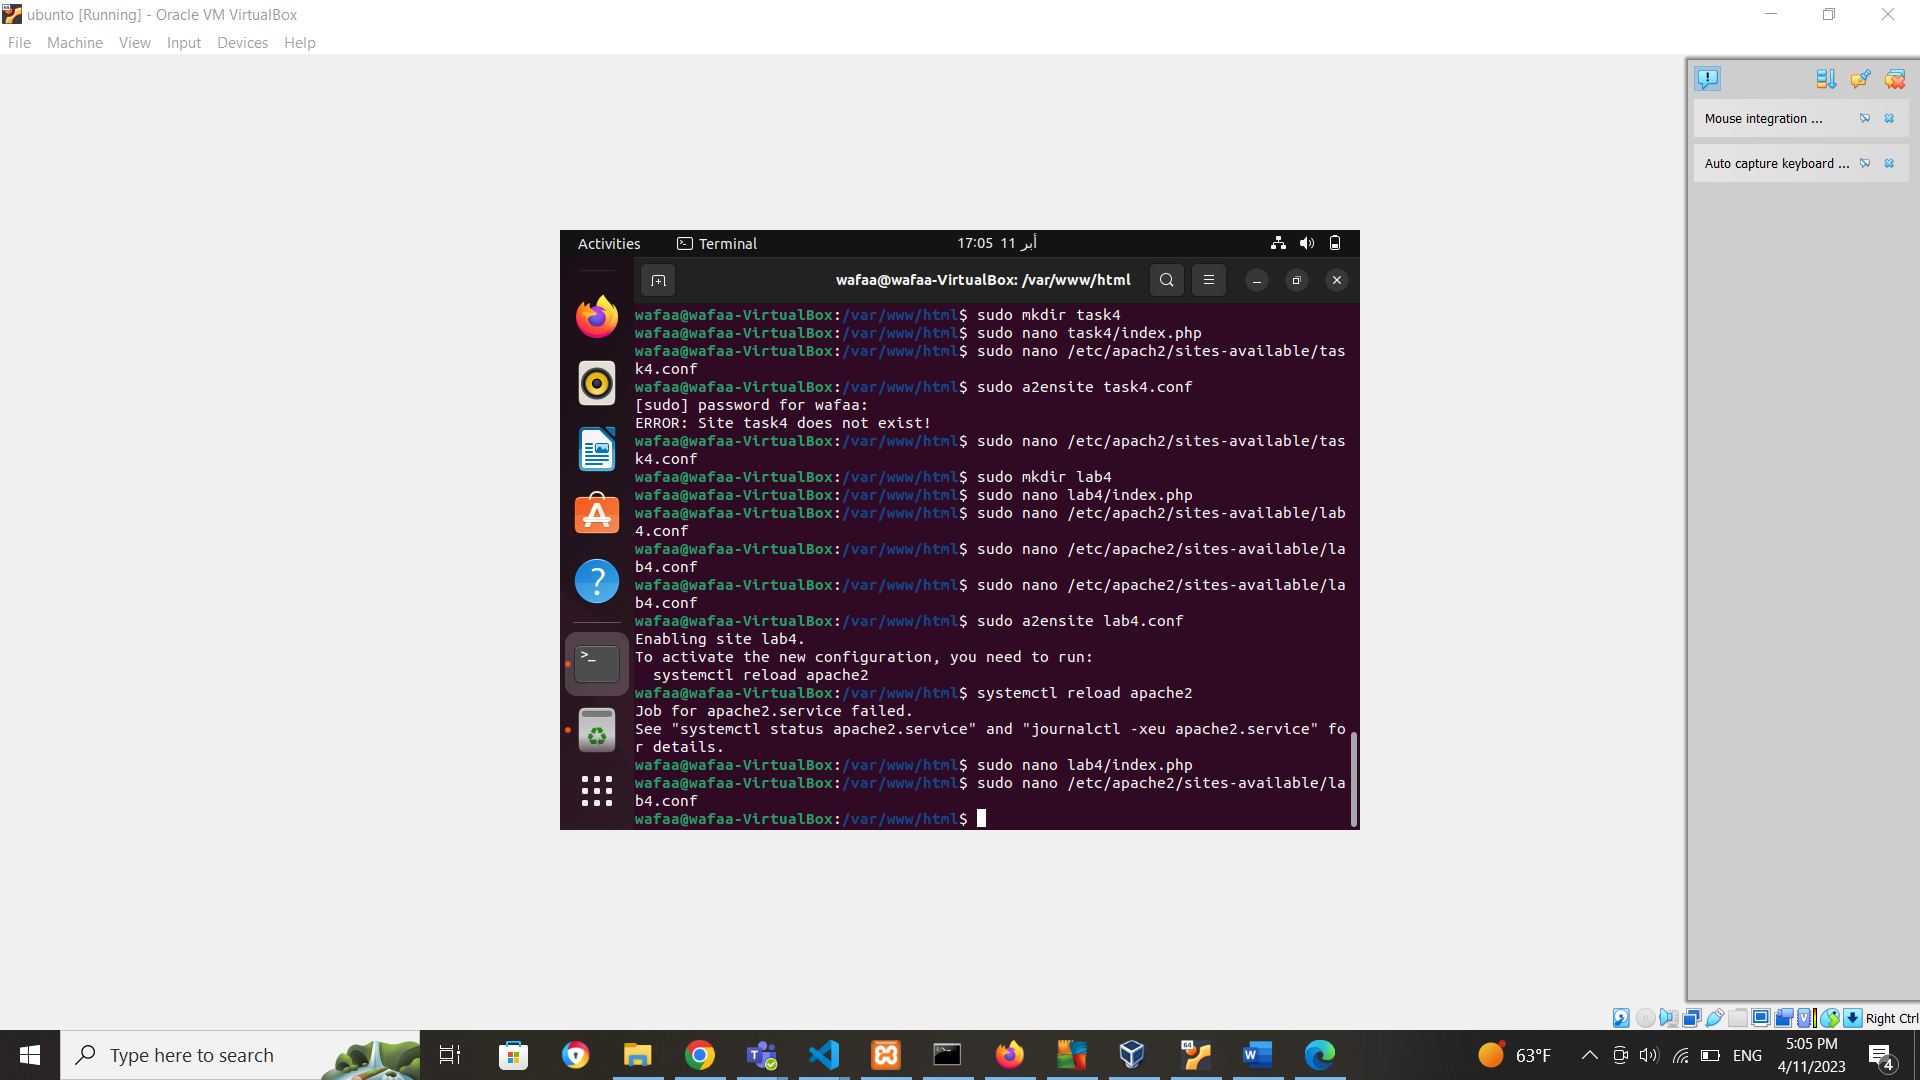 ubunto [Running] - Oracle VM VirtualBox
File Machine View Input Devices Help
Mouse integration ...
Auto capture keyboard ...
Activities Terminal 17:05 11 أبر
wafaa@wafaa-VirtualBox: /var/www/html
wafaa@wafaa-VirtualBox:/var/www/html$ sudo mkdir task4
wafaa@wafaa-VirtualBox:/var/www/html$ sudo nano task4/index.php
wafaa@wafaa-VirtualBox:/var/www/html$ sudo nano /etc/apach2/sites-available/tas
k4.conf
wafaa@wafaa-VirtualBox:/var/www/html$ sudo a2ensite task4.conf
[sudo] password for wafaa:
ERROR: Site task4 does not exist!
wafaa@wafaa-VirtualBox:/var/www/html$ sudo nano /etc/apach2/sites-available/tas
k4.conf
wafaa@wafaa-VirtualBox:/var/www/html$ sudo mkdir lab4
wafaa@wafaa-VirtualBox:/var/www/html$ sudo nano lab4/index.php
wafaa@wafaa-VirtualBox:/var/www/html$ sudo nano /etc/apach2/sites-available/lab
4.conf
wafaa@wafaa-VirtualBox:/var/www/html$ sudo nano /etc/apache2/sites-available/la
b4.conf
wafaa@wafaa-VirtualBox:/var/www/html$ sudo nano /etc/apache2/sites-available/la
b4.conf
wafaa@wafaa-VirtualBox:/var/www/html$ sudo a2ensite lab4.conf
Enabling site lab4.
To activate the new configuration, you need to run:
  systemctl reload apache2
wafaa@wafaa-VirtualBox:/var/www/html$ systemctl reload apache2
Job for apache2.service failed.
See "systemctl status apache2.service" and "journalctl -xeu apache2.service" fo
r details.
wafaa@wafaa-VirtualBox:/var/www/html$ sudo nano lab4/index.php
wafaa@wafaa-VirtualBox:/var/www/html$ sudo nano /etc/apache2/sites-available/la
b4.conf
wafaa@wafaa-VirtualBox:/var/www/html$
Right Ctrl
Type here to search
63°F
ENG
5:05 PM
4/11/2023
4